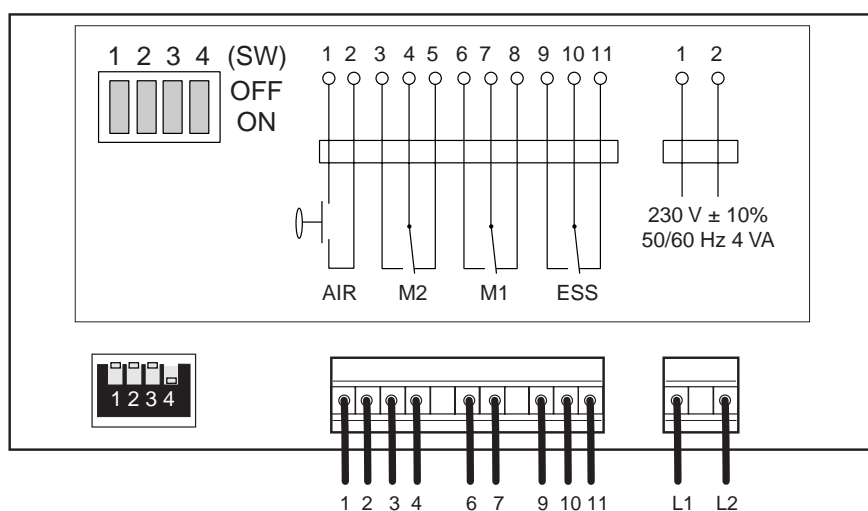 1 2 3 4 (SW)
OFF
ON
1 2 3 4 5 6 7 8 9 10 11
1 2
230 V ± 10%
50/60 Hz 4 VA
AIR M2 M1 ESS
1 2 3 4
1 2 3 4 6 7 9 10 11 L1 L2